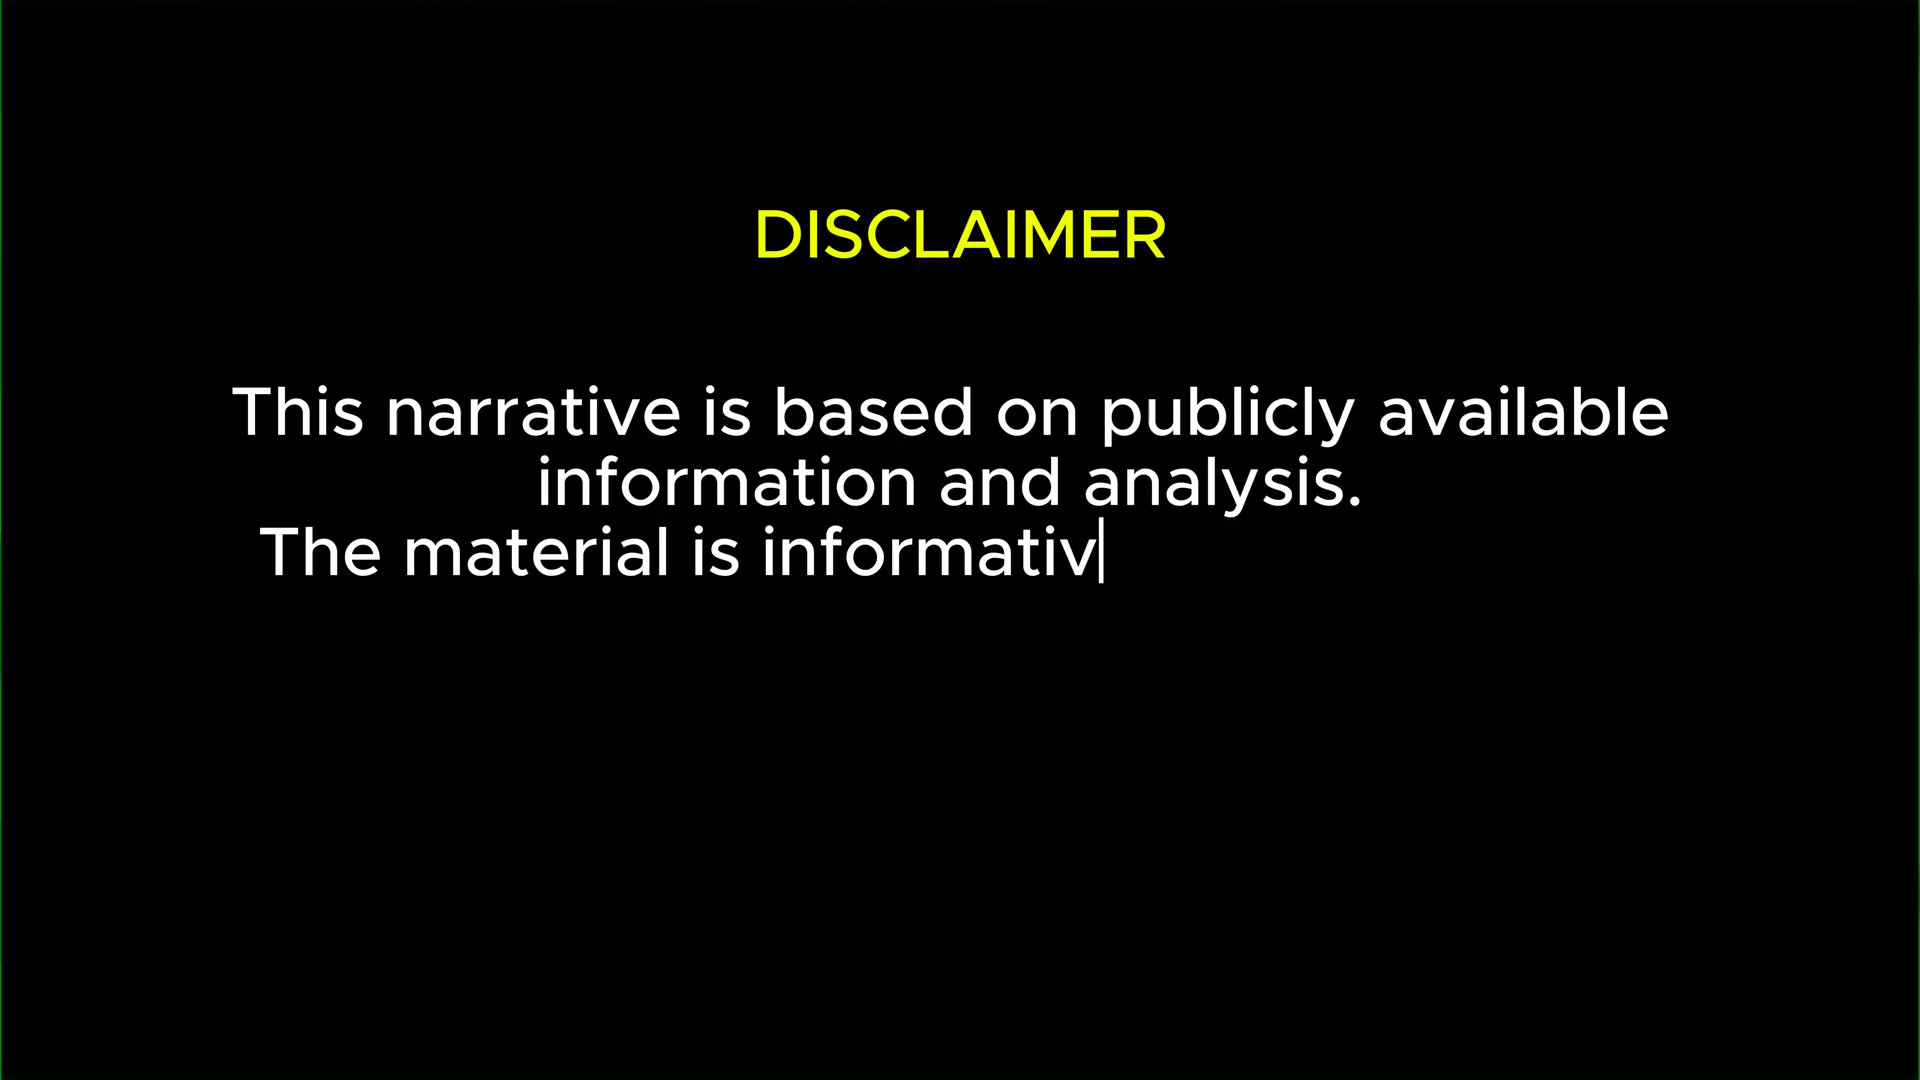 DISCLAIMER
This narrative is based on publicly available
information and analysis.
The material is informativ